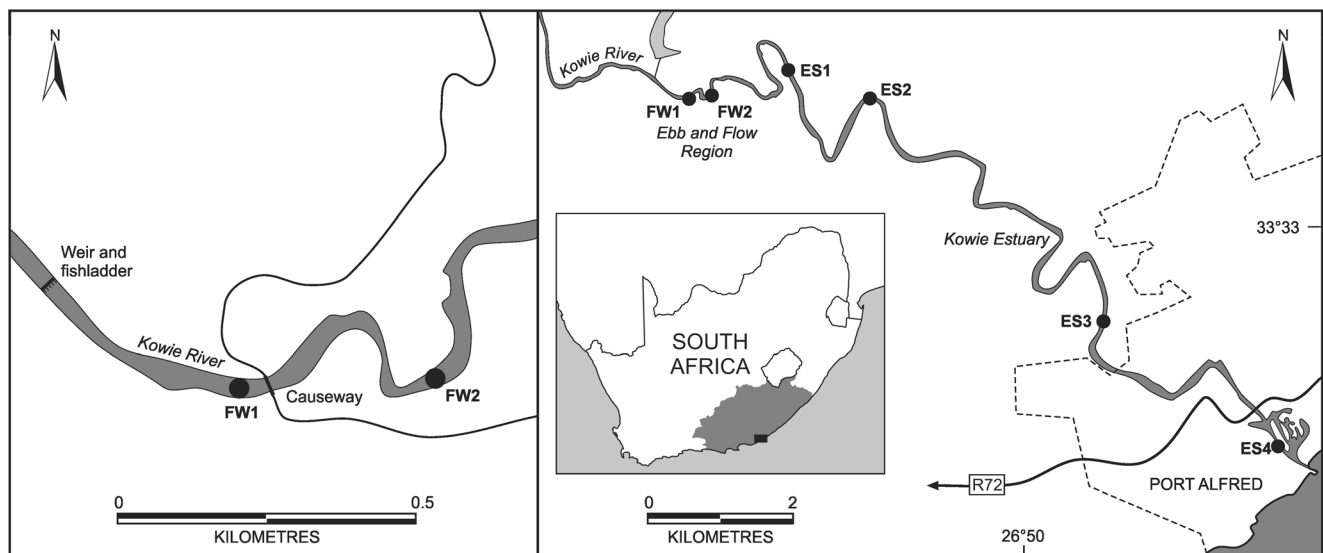 N
Weir and
fishladder
Kowie River
FW1
Causeway
FW2
0
0.5
KILOMETRES
N
Kowie River
FW1
FW2
Ebb and Flow
Region
ES1
ES2
33°33
Kowie Estuary
ES3
SOUTH
AFRICA
ES4
R72
PORT ALFRED
0
2
KILOMETRES
26°50